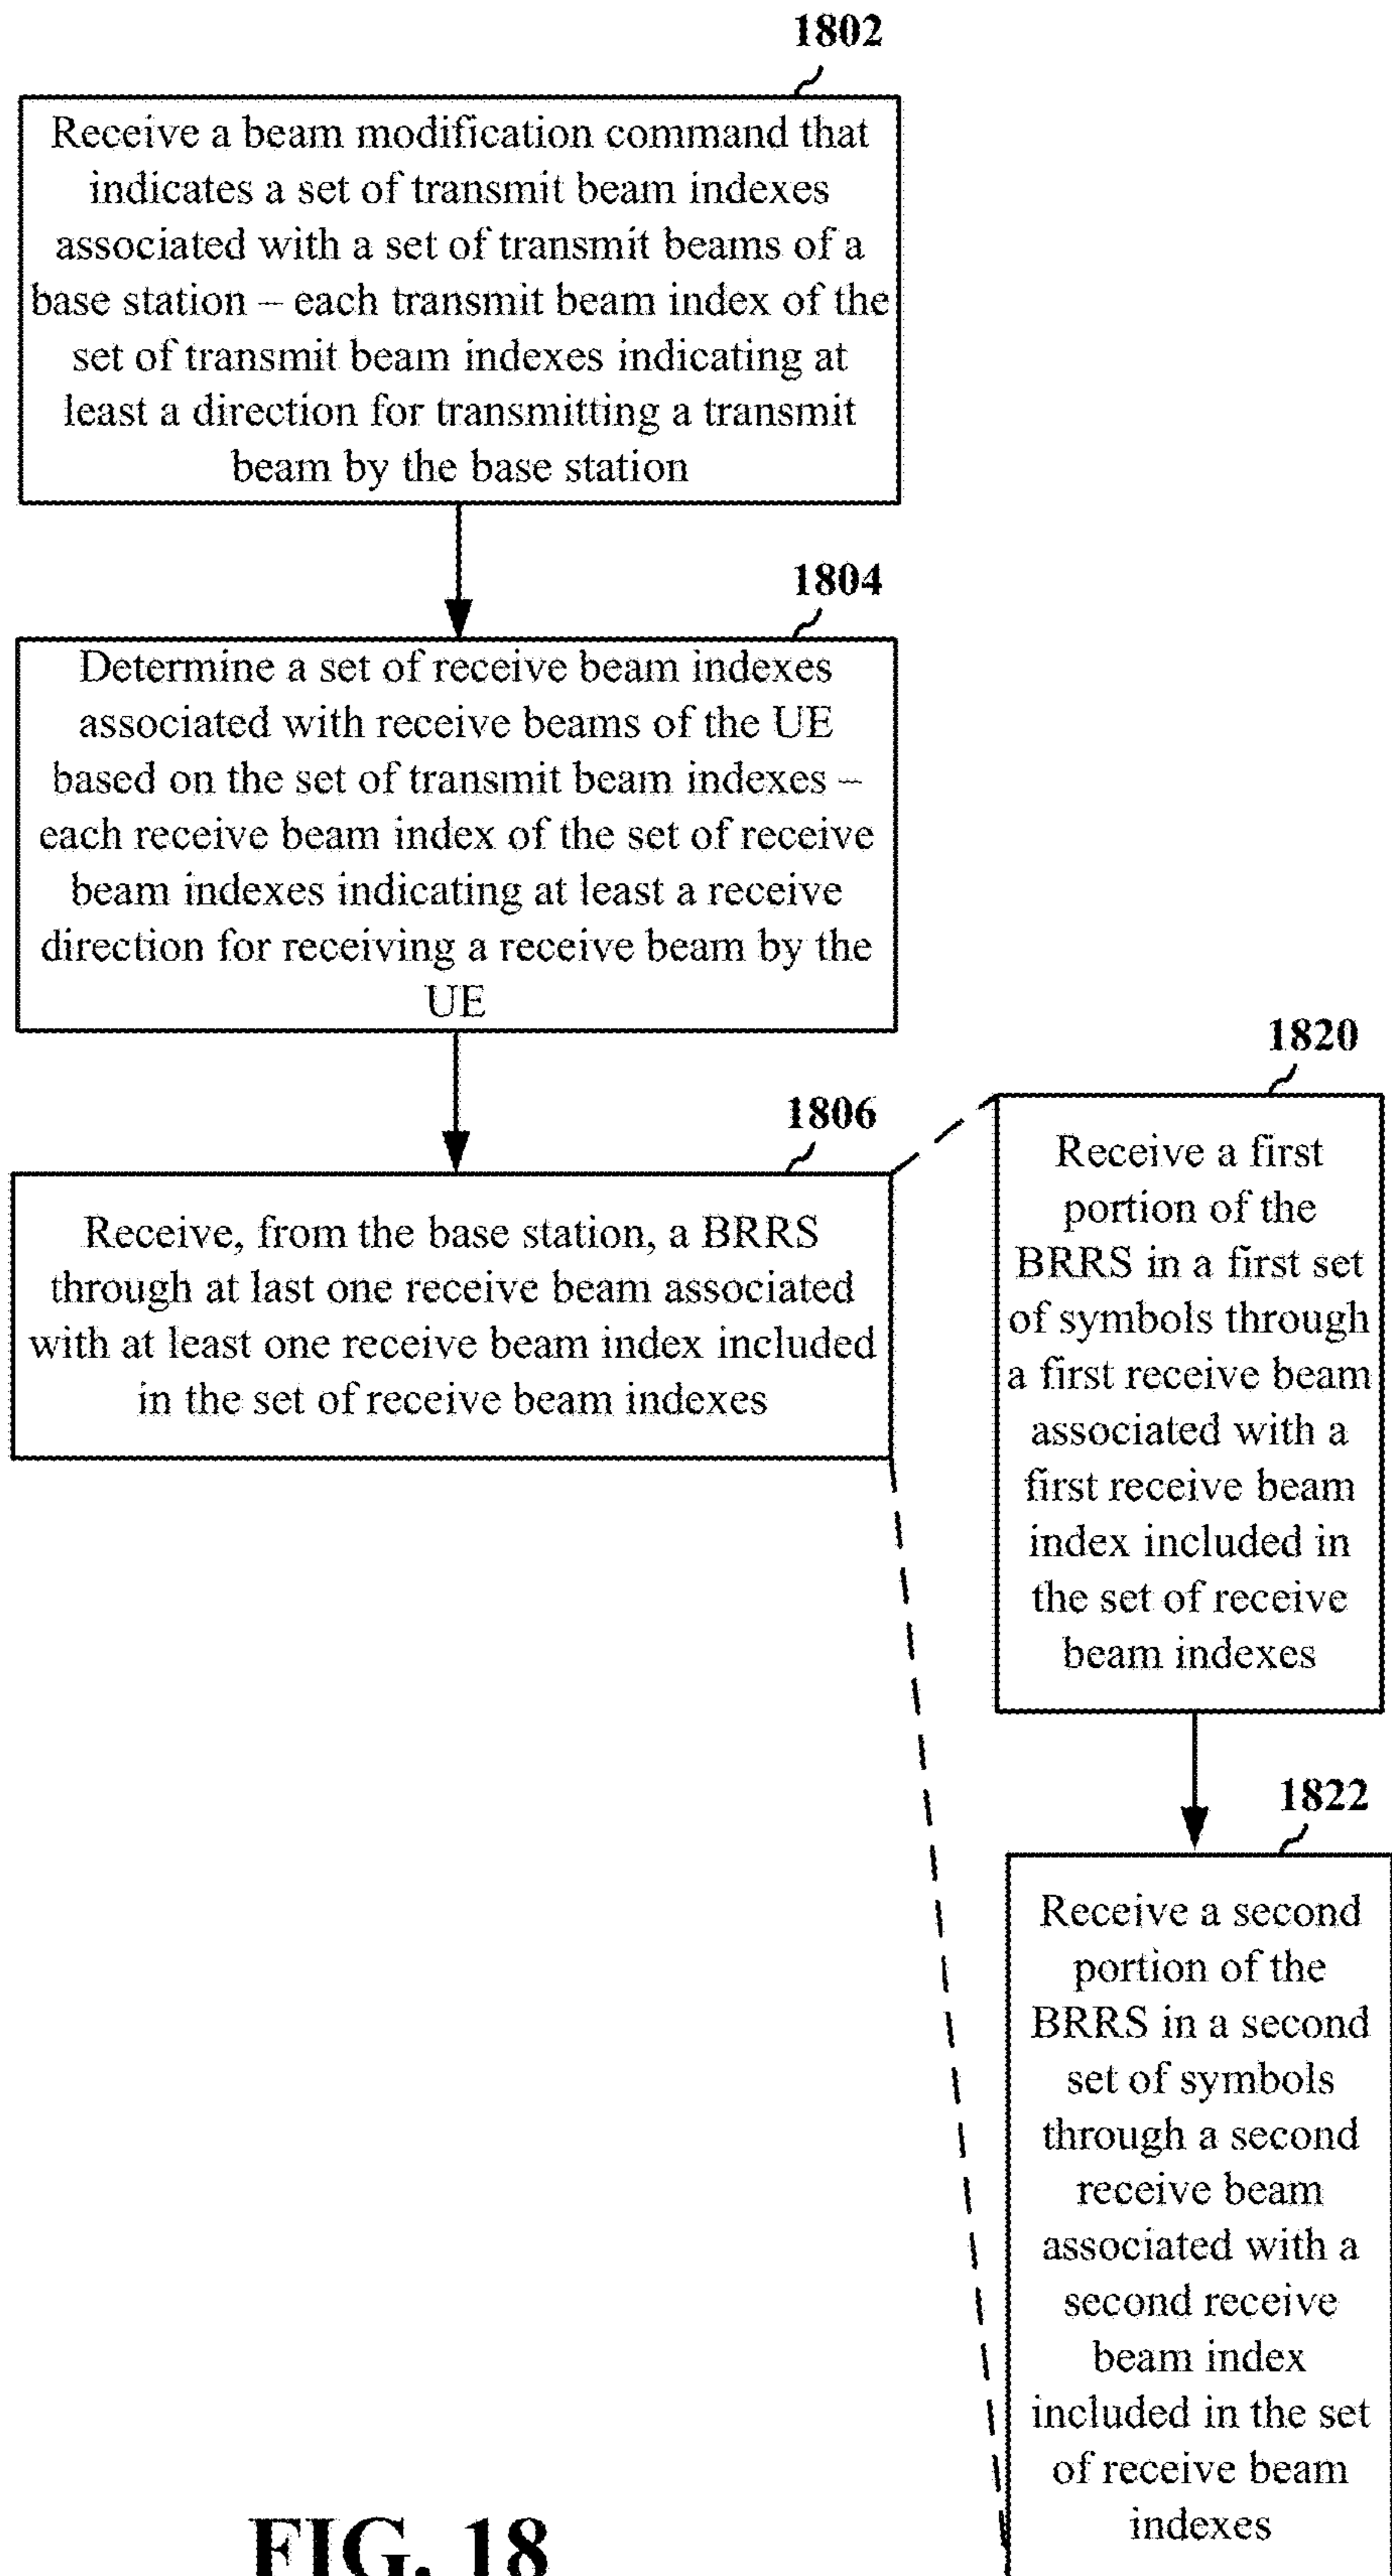 1802
Receive a beam modification command that
indicates a set of transmit beam indexes
associated with a set of transmit beams of a
base station – each transmit beam index of the
set of transmit beam indexes indicating at
least a direction for transmitting a transmit
beam by the base station
1804
Determine a set of receive beam indexes
associated with receive beams of the UE
based on the set of transmit beam indexes –
each receive beam index of the set of receive
beam indexes indicating at least a receive
direction for receiving a receive beam by the
UE
1806
Receive, from the base station, a BRRS
through at last one receive beam associated
with at least one receive beam index included
in the set of receive beam indexes
1820
Receive a first
portion of the
BRRS in a first set
of symbols through
a first receive beam
associated with a
first receive beam
index included in
the set of receive
beam indexes
1822
Receive a second
portion of the
BRRS in a second
set of symbols
through a second
receive beam
associated with a
second receive
beam index
included in the set
of receive beam
indexes
FIG. 18